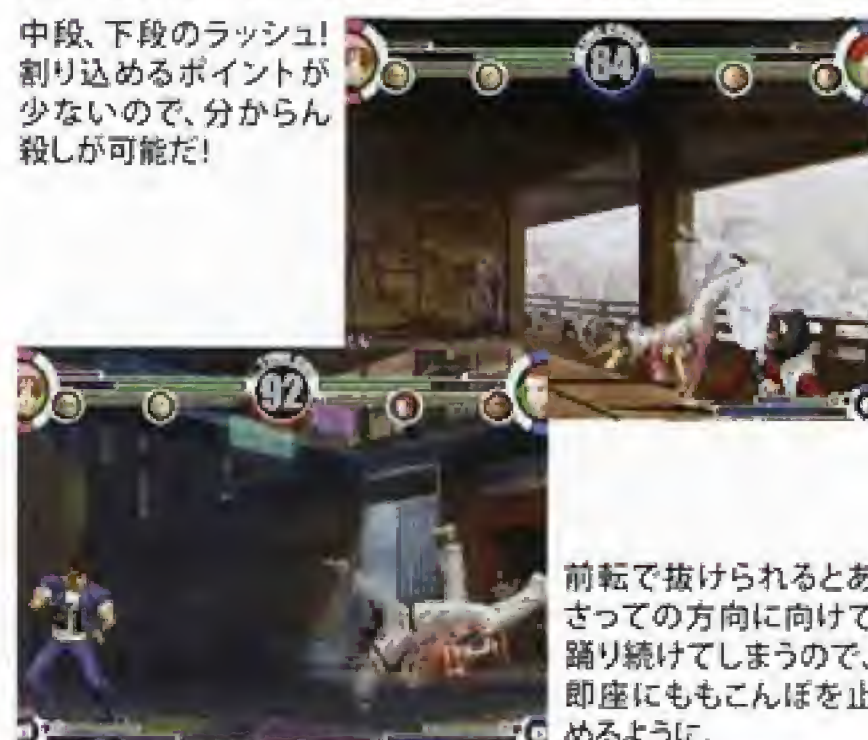 中段、下段のラッシュ!
割り込めるポイントが
少ないので、分からん
殺しが可能だ!
84
92
前転で抜けられるとあ
さっての方向に向けて
踊り続けてしまうので、
即座にももこんぼを止
めるように。